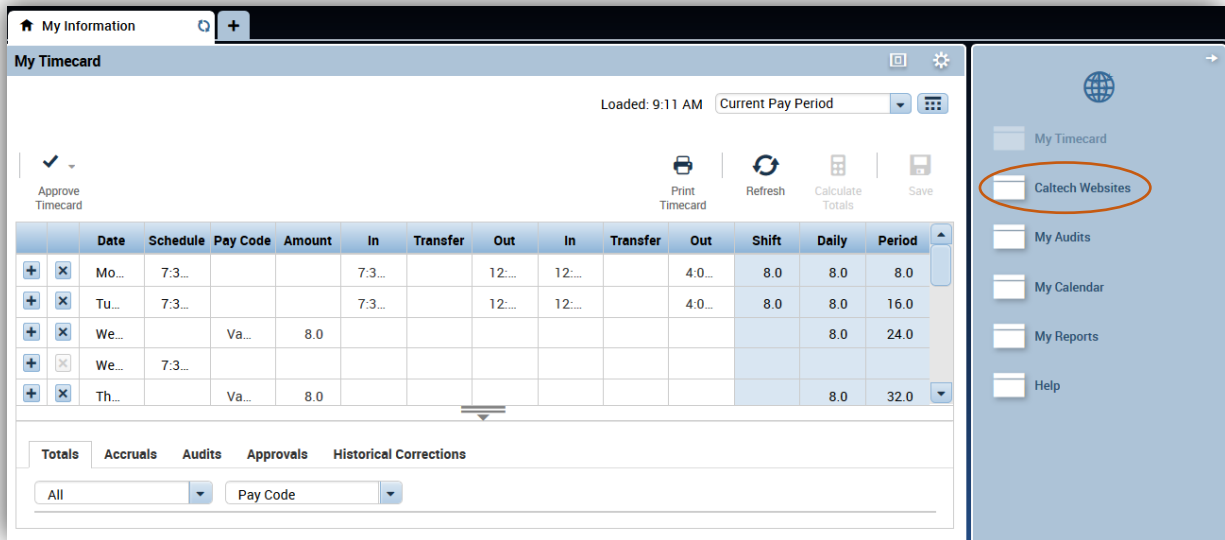 My Information
My Timecard
Loaded: 9:11 AM Current Pay Period
Approve Timecard
Print Timecard
Refresh
Calculate Totals
Save
Date Schedule Pay Code Amount In Transfer Out In Transfer Out Shift Daily Period
Mo... 7:3... 7:3... 12:... 12:... 4:0... 8.0 8.0 8.0
Tu... 7:3... 7:3... 12:... 12:... 4:0... 8.0 8.0 16.0
We... Va... 8.0 8.0 24.0
We... 7:3...
Th... Va... 8.0 8.0 32.0
Totals Accruals Audits Approvals Historical Corrections
All Pay Code
My Timecard
Caltech Websites
My Audits
My Calendar
My Reports
Help